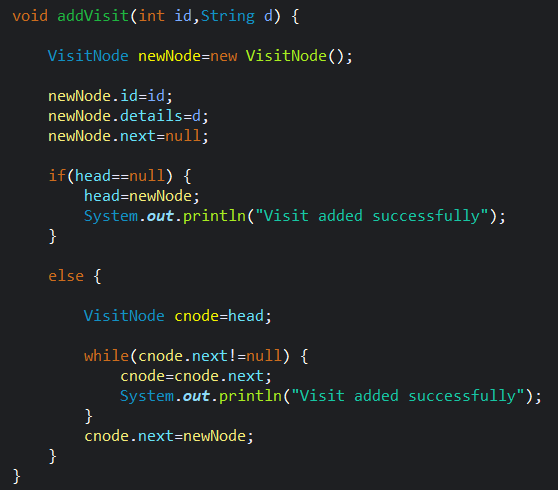 void addVisit(int id,String d) {
VisitNode newNode=new VisitNode();
newNode.id=id;
newNode.details=d;
newNode.next=null;
if(head==null) {
head=newNode;
System.out.println("Visit added successfully");
}
else {
VisitNode cnode=head;
while(cnode.next!=null) {
cnode=cnode.next;
System.out.println("Visit added successfully");
}
cnode.next=newNode;
}
}